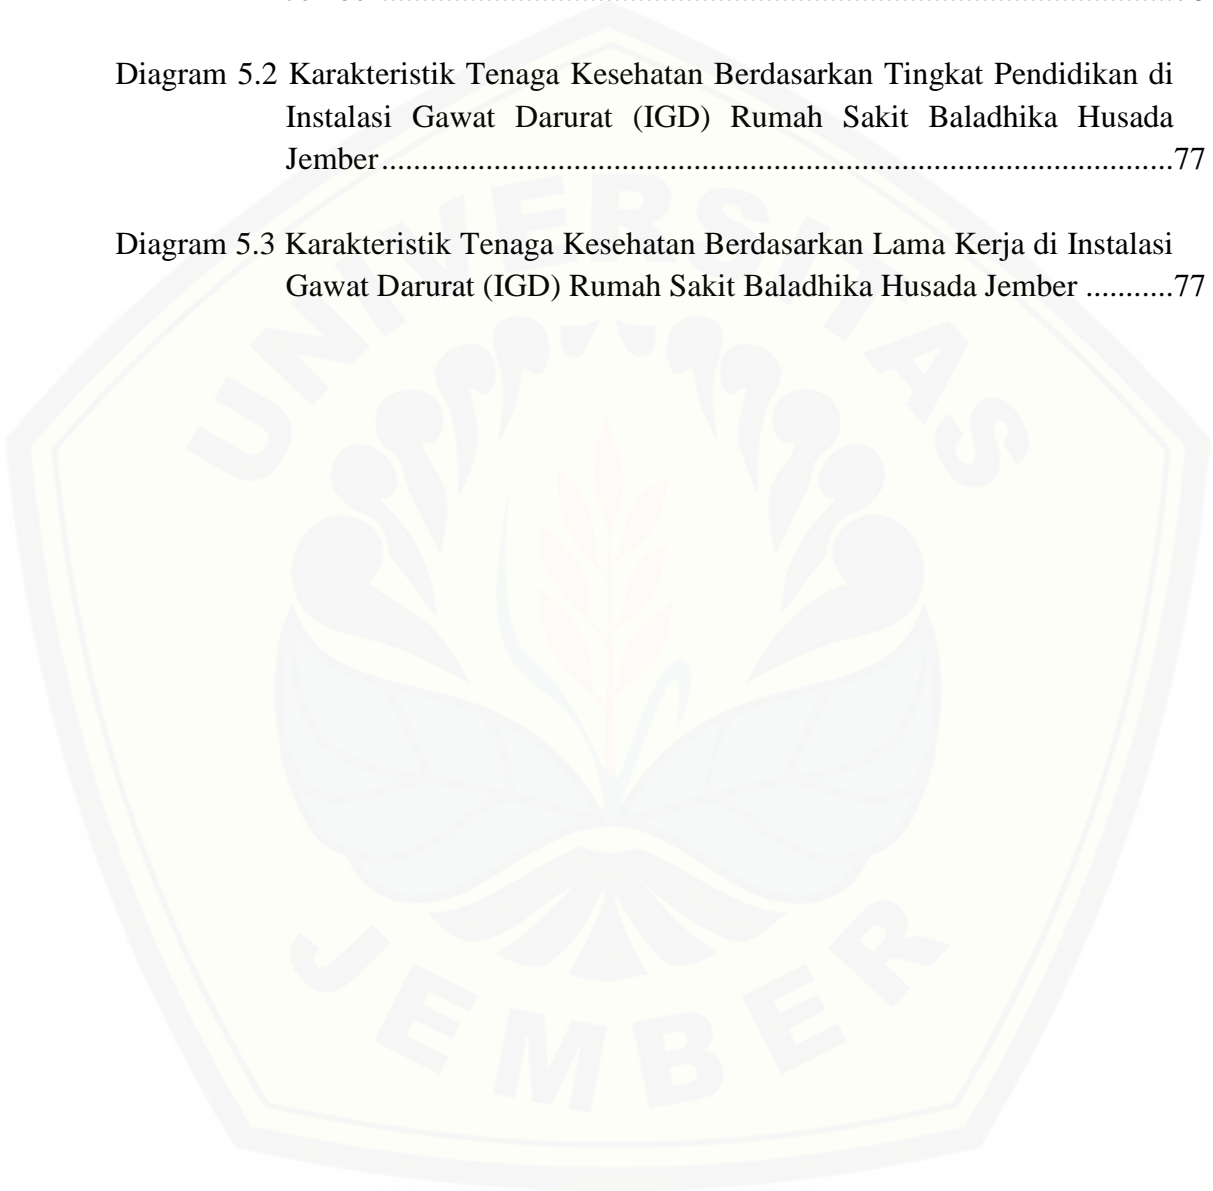 Diagram 5.2 Karakteristik Tenaga Kesehatan Berdasarkan Tingkat Pendidikan di
Instalasi Gawat Darurat (IGD) Rumah Sakit Baladhika Husada
Jember....................................................................................................77
Diagram 5.3 Karakteristik Tenaga Kesehatan Berdasarkan Lama Kerja di Instalasi
Gawat Darurat (IGD) Rumah Sakit Baladhika Husada Jember ...........77
UNIVERSITAS
JEMBER